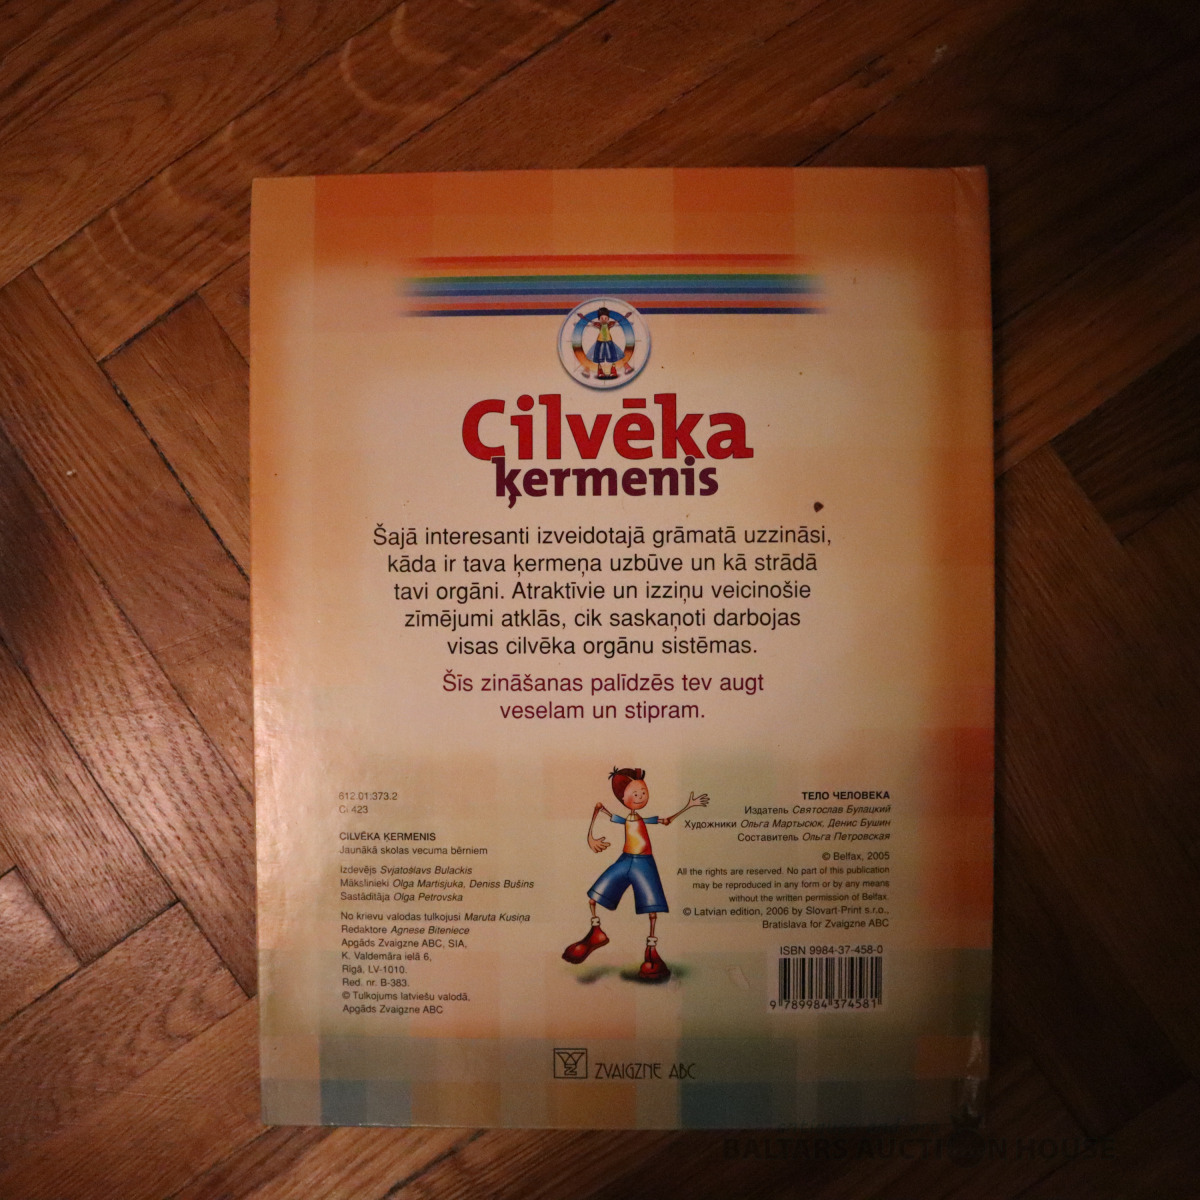 Cilvēka
ķermenis
Šajā interesanti izveidotajā grāmatā uzzināsi,
kāda ir tava ķermeņa uzbūve un kā strādā
tavi orgāni. Atraktīvie un izziņu veicinošie
zīmējumi atklās, cik saskaņoti darbojas
visas cilvēka orgānu sistēmas.
Šīs zināšanas palīdzēs tev augt
veselam un stipram.
612.01:373.2
Ci 423
CILVĒKA ĶERMENIS
Jaunākā skolas vecuma bērniem
Izdevējs Svjatoslavs Bulackis
Mākslinieki Olga Martisjuka, Deniss Bušins
Sastādītāja Olga Petrovska
No krievu valodas tulkojusi Maruta Kusiņa
Redaktore Agnese Biteniece
Apgāds Zvaigzne ABC, SIA,
K. Valdemāra ielā 6,
Rīgā, LV-1010.
Red. nr. B-383.
© Tulkojums latviešu valodā,
Apgāds Zvaigzne ABC
ТЕЛО ЧЕЛОВЕКА
Издатель Святослав Булацкий
Художники Ольга Мартысюк, Денис Бушин
Составитель Ольга Петровская
© Belfax, 2005
All the rights are reserved. No part of this publication
may be reproduced in any form or by any means
without the written permission of Belfax.
© Latvian edition, 2006 by Slovart-Print s.r.o.,
Bratislava for Zvaigzne ABC
ISBN 9984-37-458-0
9 789984 374581
ZVAIGZNE ABC
BALTARS AUCTION HOUSE